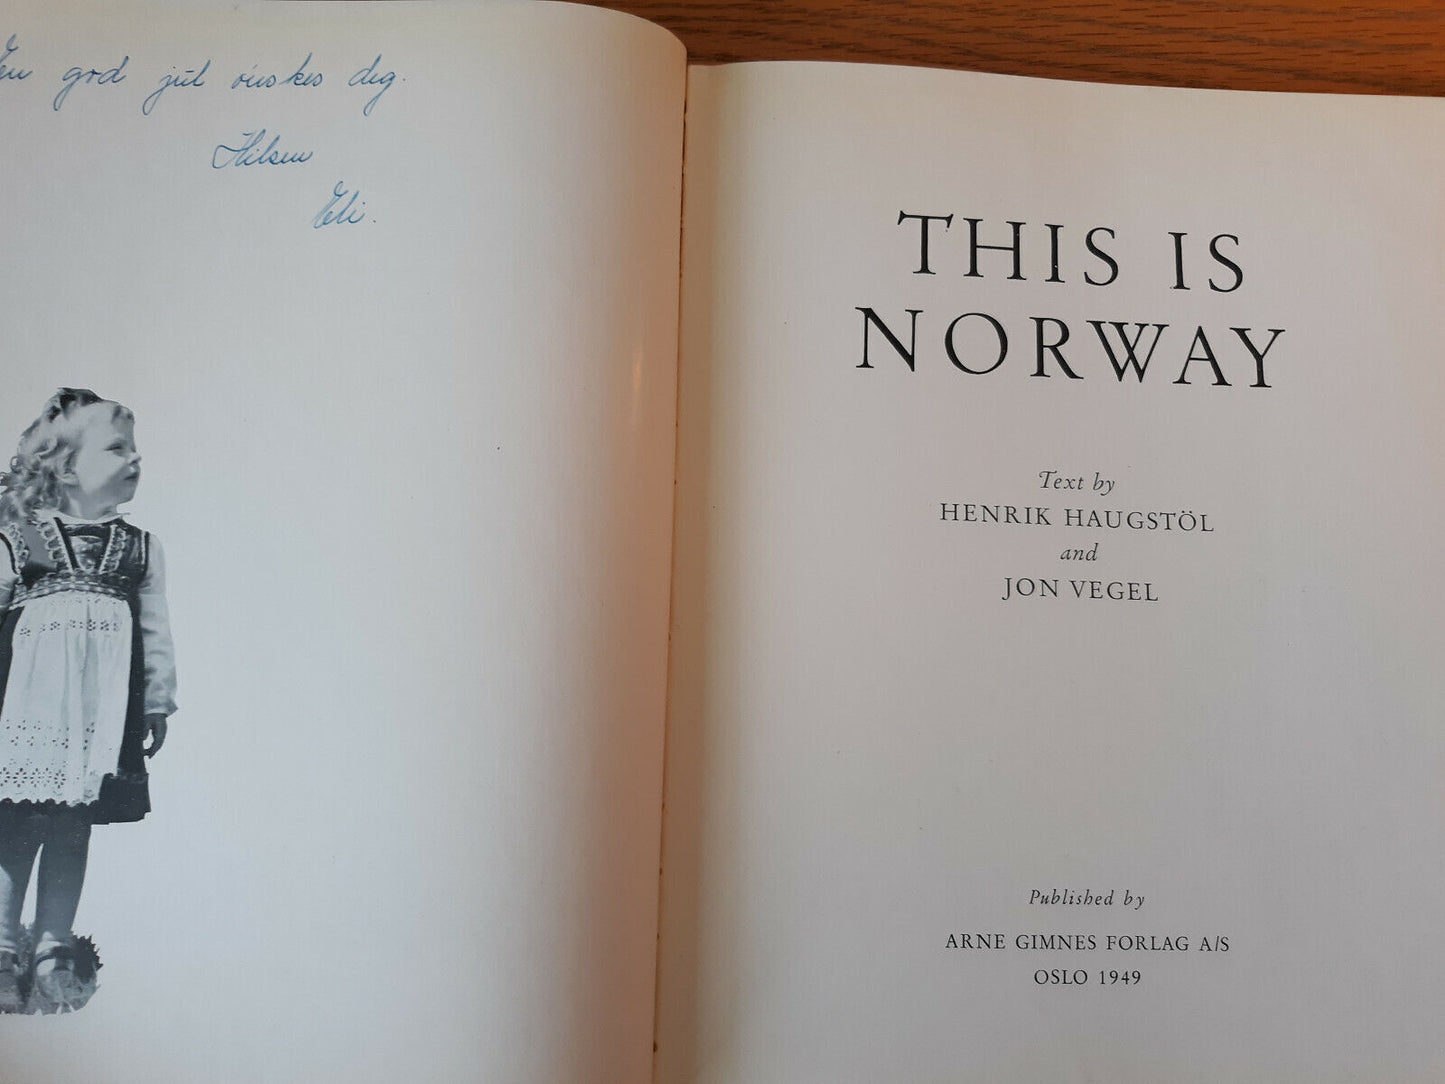 En god jul ønskes deg.
Hilsen
Eli.
THIS IS
NORWAY
Text by
HENRIK HAUGSTÖL
and
JON VEGEL
Published by
ARNE GIMNES FORLAG A/S
OSLO 1949